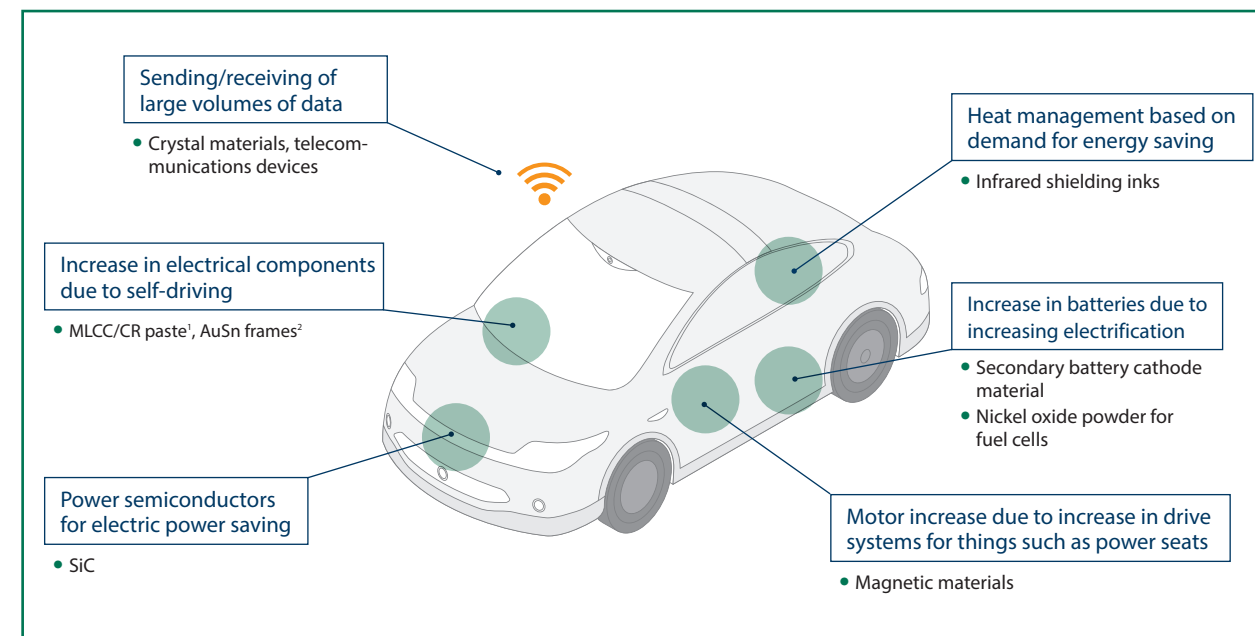 Sending/receiving of
large volumes of data
• Crystal materials, telecom-
munications devices
Increase in electrical components
due to self-driving
• MLCC/CR paste¹, AuSn frames²
Power semiconductors
for electric power saving
• SiC
Heat management based on
demand for energy saving
• Infrared shielding inks
Increase in batteries due to
increasing electrification
• Secondary battery cathode
material
• Nickel oxide powder for
fuel cells
Motor increase due to increase in drive
systems for things such as power seats
• Magnetic materials